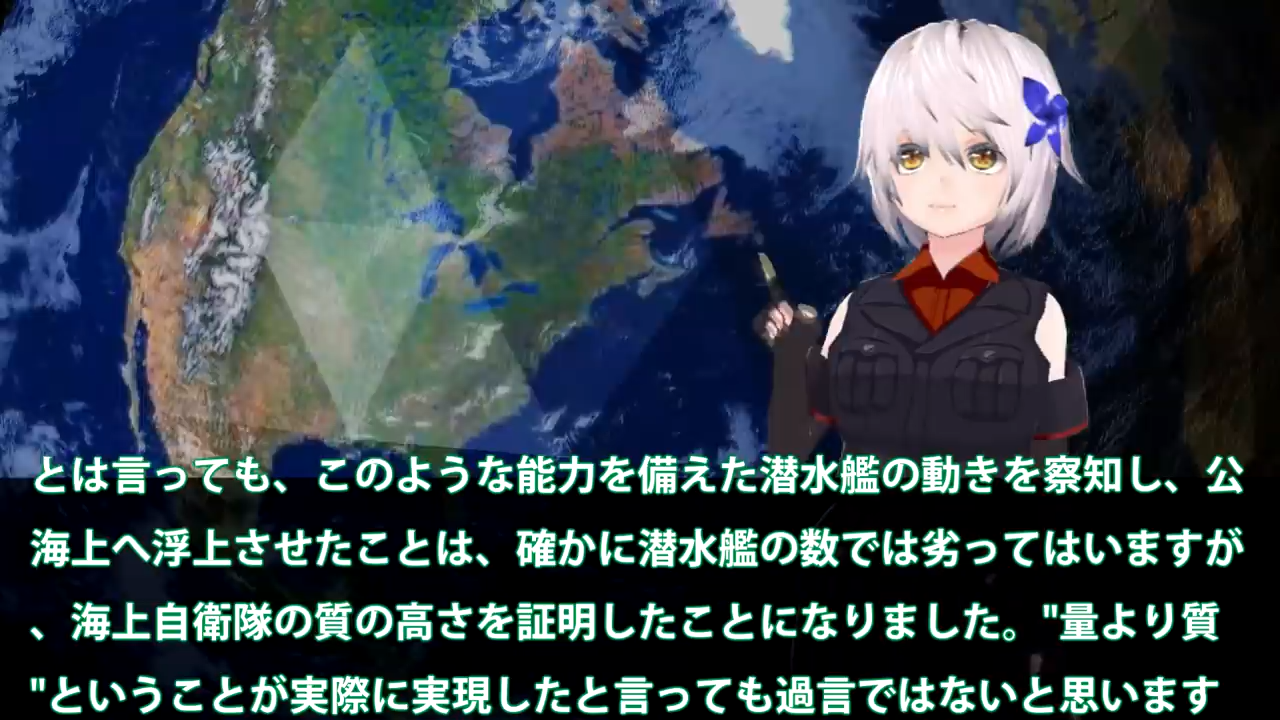 とは言っても、このような能力を備えた潜水艦の動きを察知し、公
海上へ浮上させたことは、確かに潜水艦の数では劣ってはいますが
、海上自衛隊の質の高さを証明したことになりました。"量より質
"ということが実際に実現したと言っても過言ではないと思います